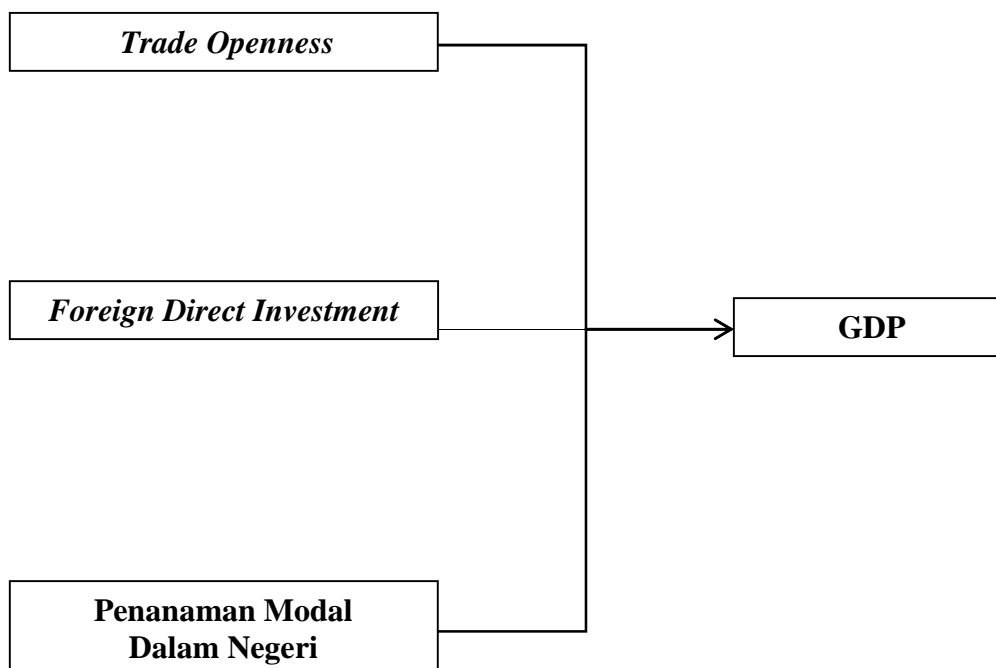 Trade Openness
Foreign Direct Investment
GDP
Penanaman Modal
Dalam Negeri